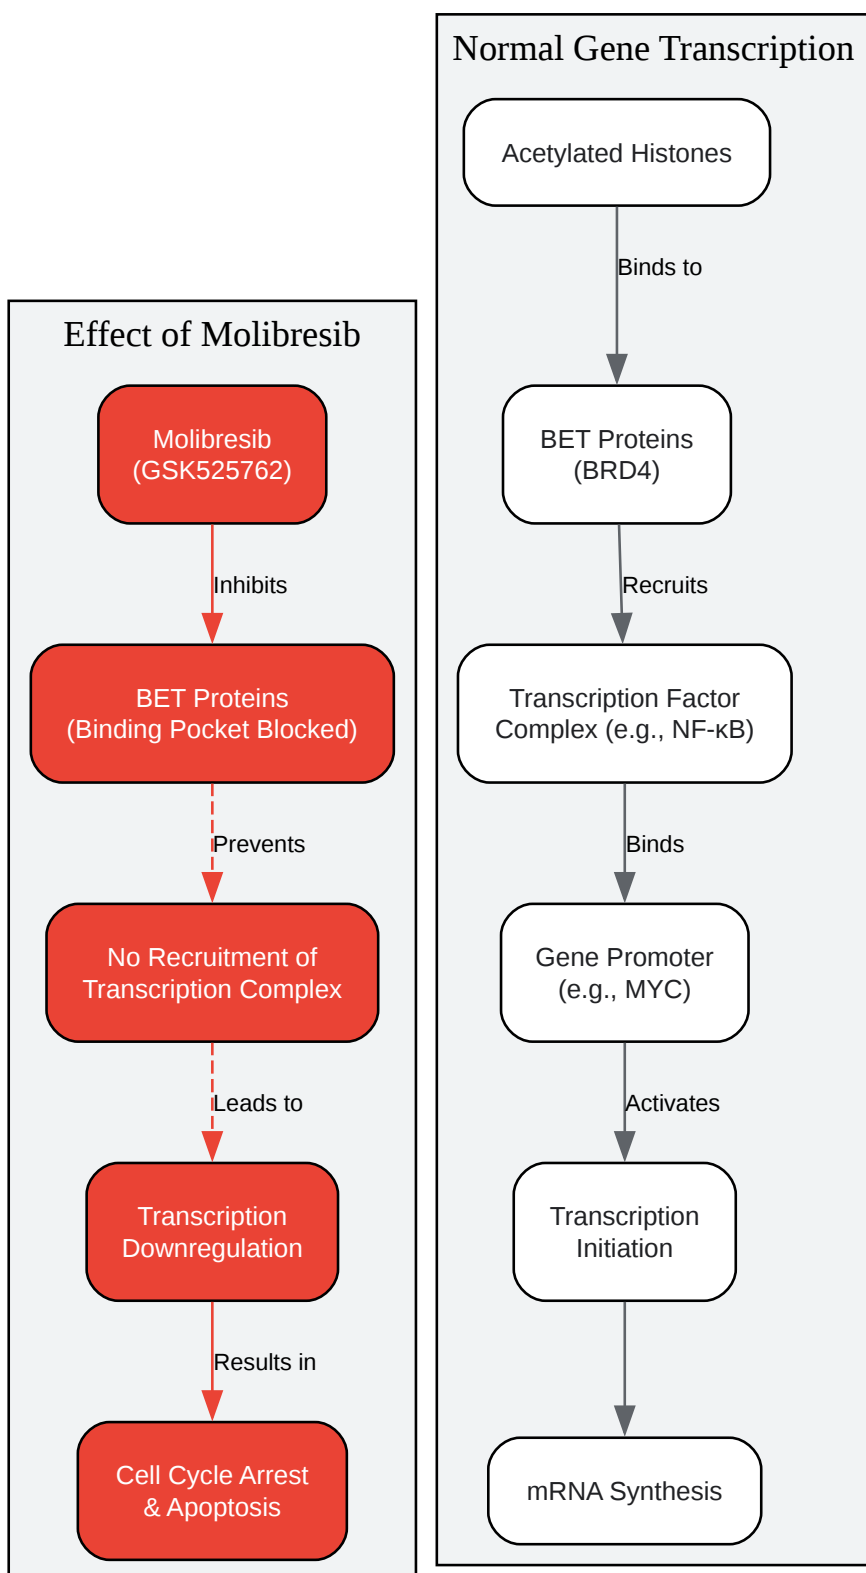 Effect of Molibresib
Molibresib
(GSK525762)
Inhibits
BET Proteins
(Binding Pocket Blocked)
Prevents
No Recruitment of
Transcription Complex
Leads to
Transcription
Downregulation
Results in
Cell Cycle Arrest
& Apoptosis
Normal Gene Transcription
Acetylated Histones
Binds to
BET Proteins
(BRD4)
Recruits
Transcription Factor
Complex (e.g., NF-κB)
Binds
Gene Promoter
(e.g., MYC)
Activates
Transcription
Initiation
mRNA Synthesis